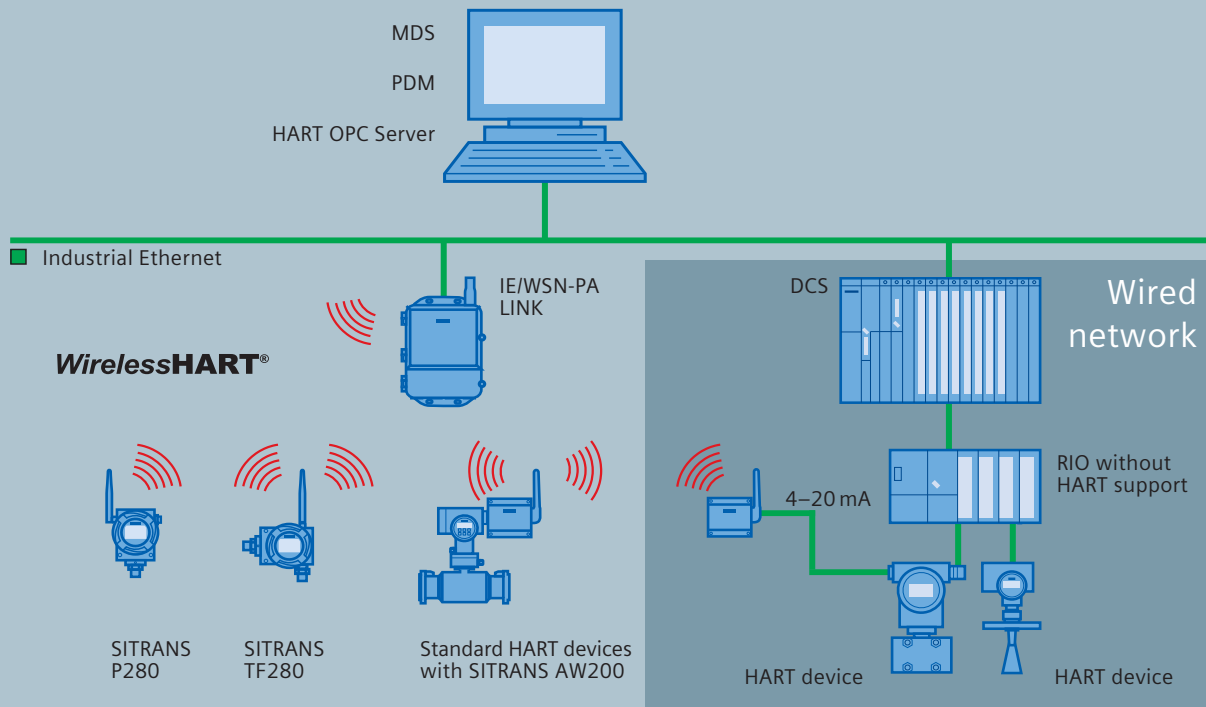 MDS
PDM
HART OPC Server
Industrial Ethernet
IE/WSN-PA
LINK
DCS
Wired
network
WirelessHART®
RIO without
HART support
4–20 mA
SITRANS
P280
SITRANS
TF280
Standard HART devices
with SITRANS AW200
HART device
HART device